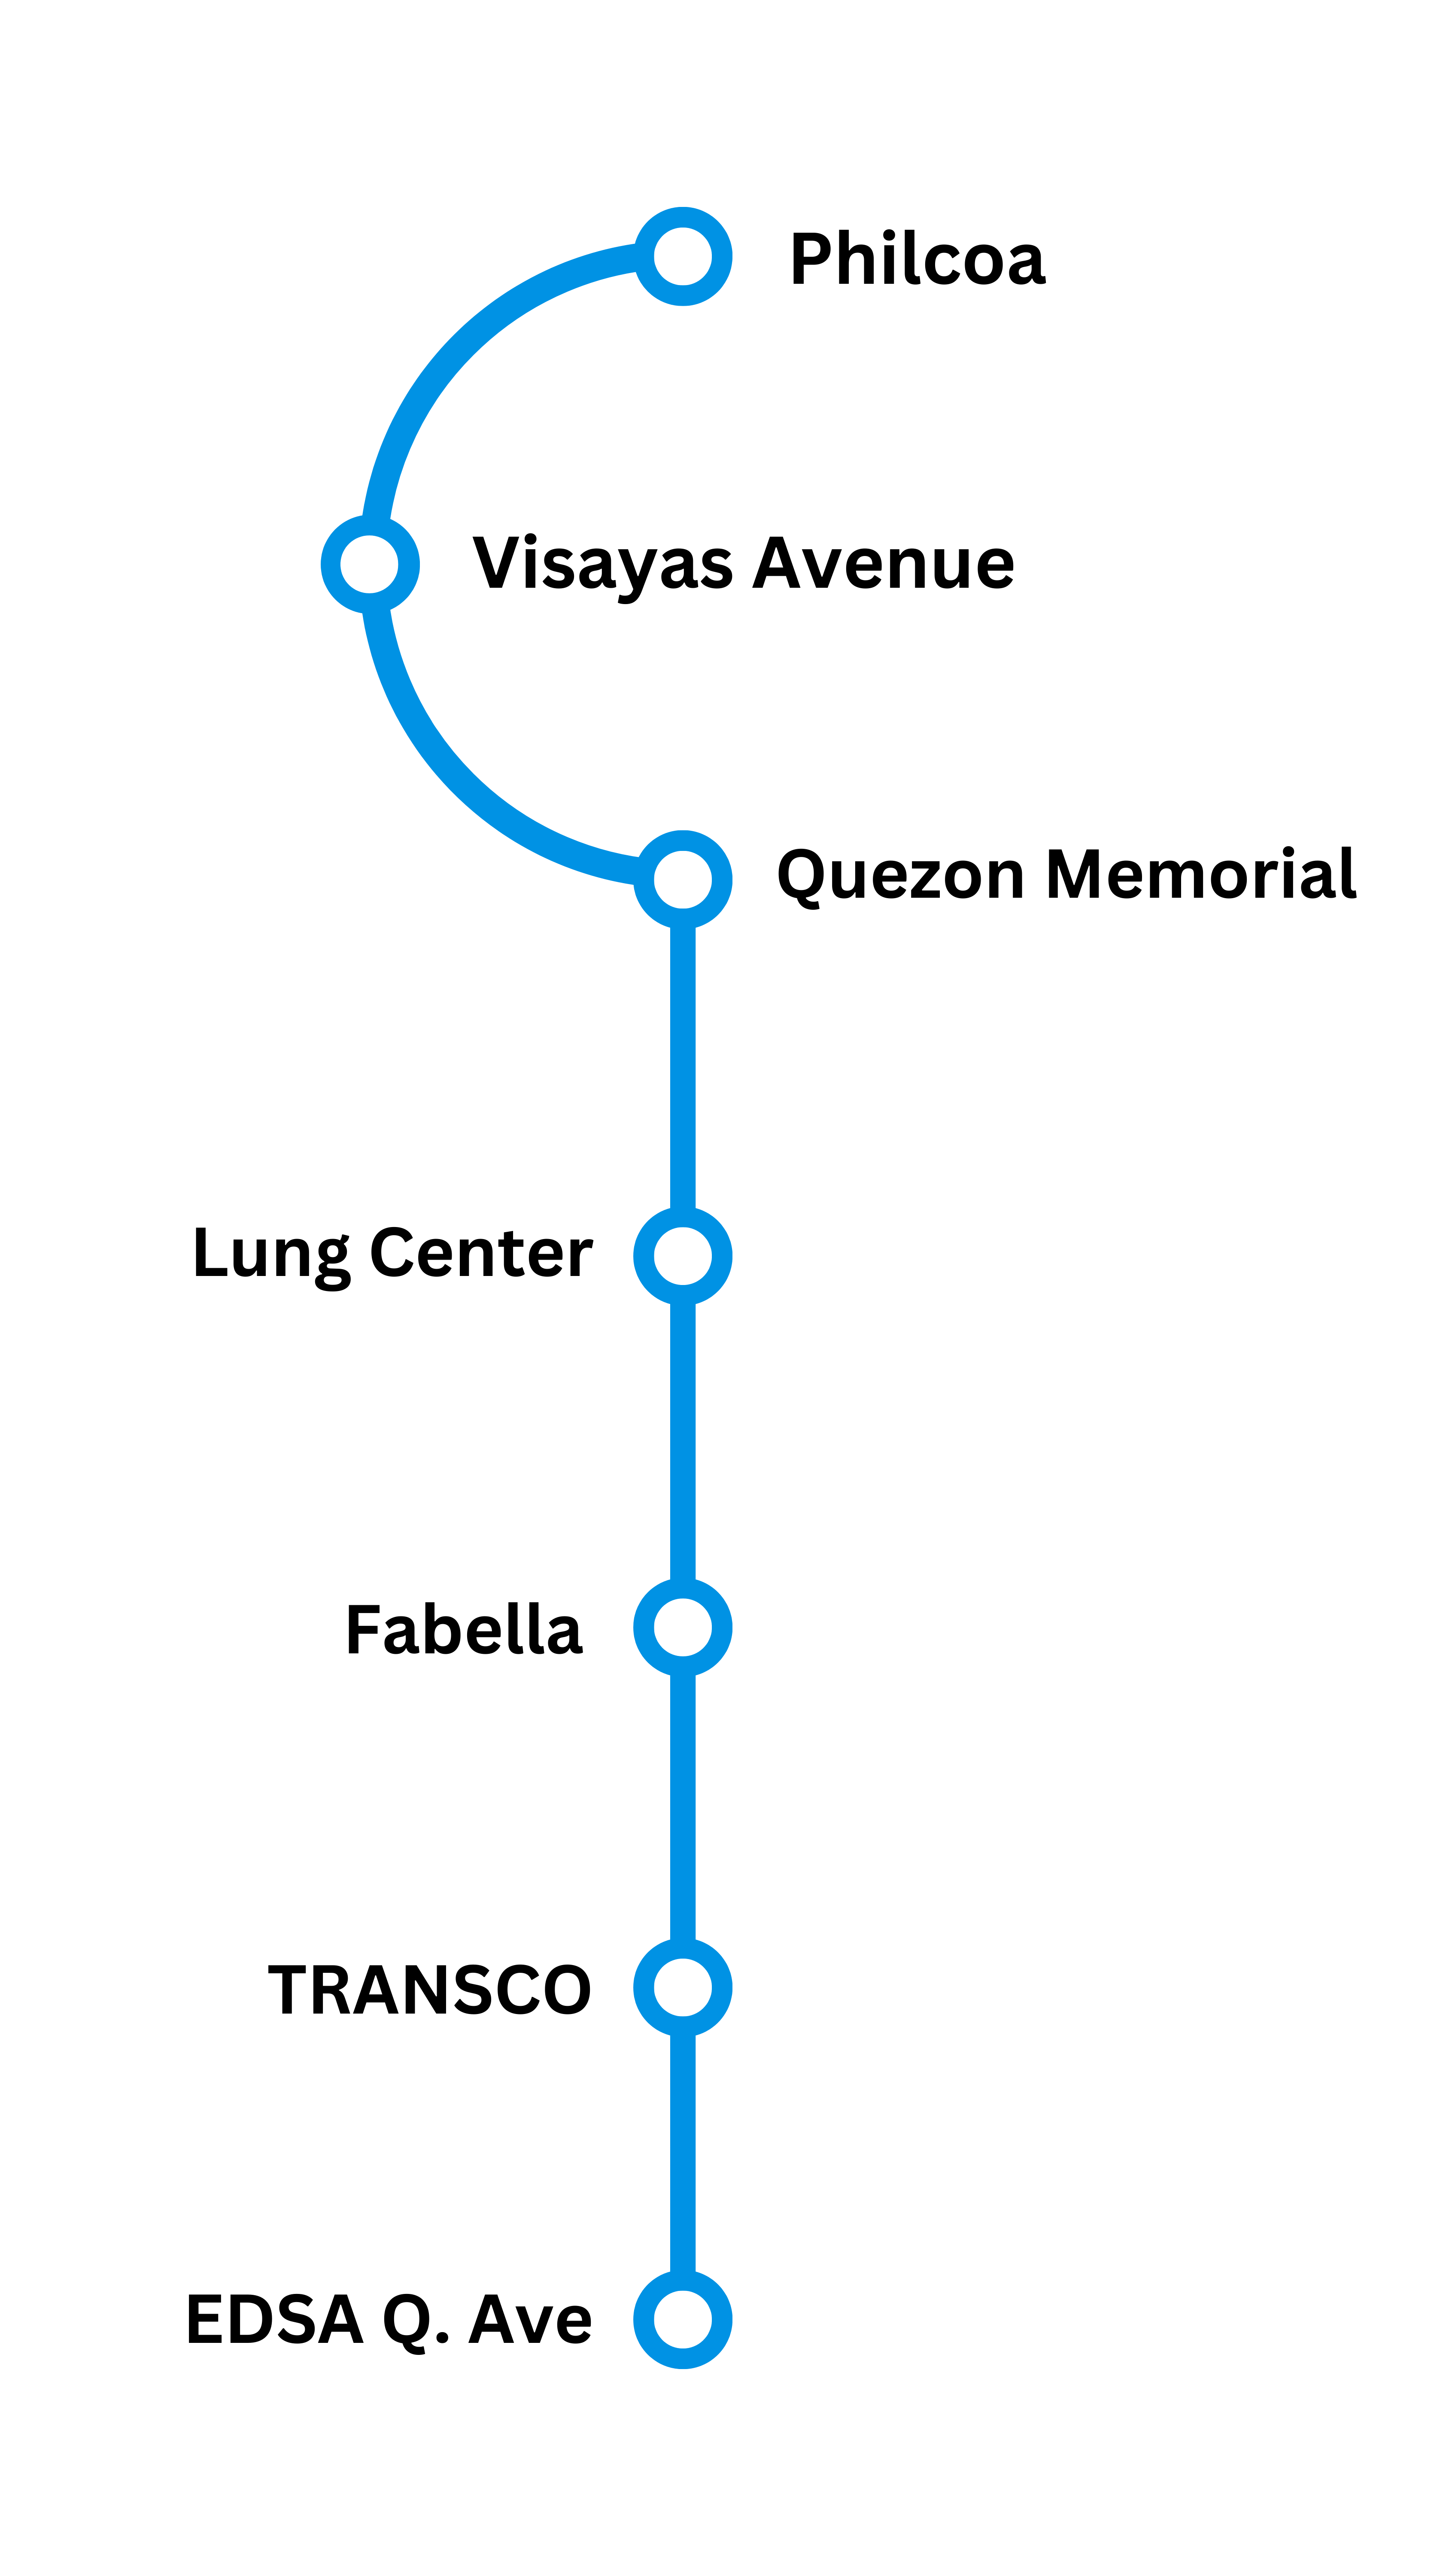 Philcoa
Visayas Avenue
Quezon Memorial
Lung Center
Fabella
TRANSCO
EDSA Q. Ave